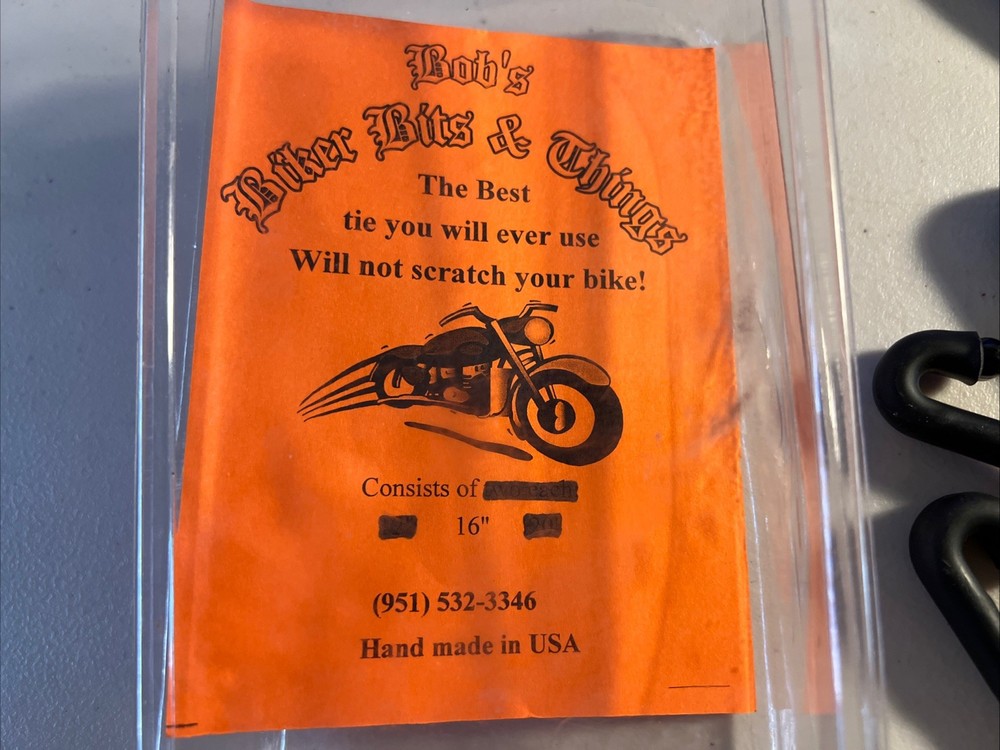 Bob's
Biker Bits & Things
The Best
tie you will ever use
Will not scratch your bike!
Consists of
16"
(951) 532-3346
Hand made in USA